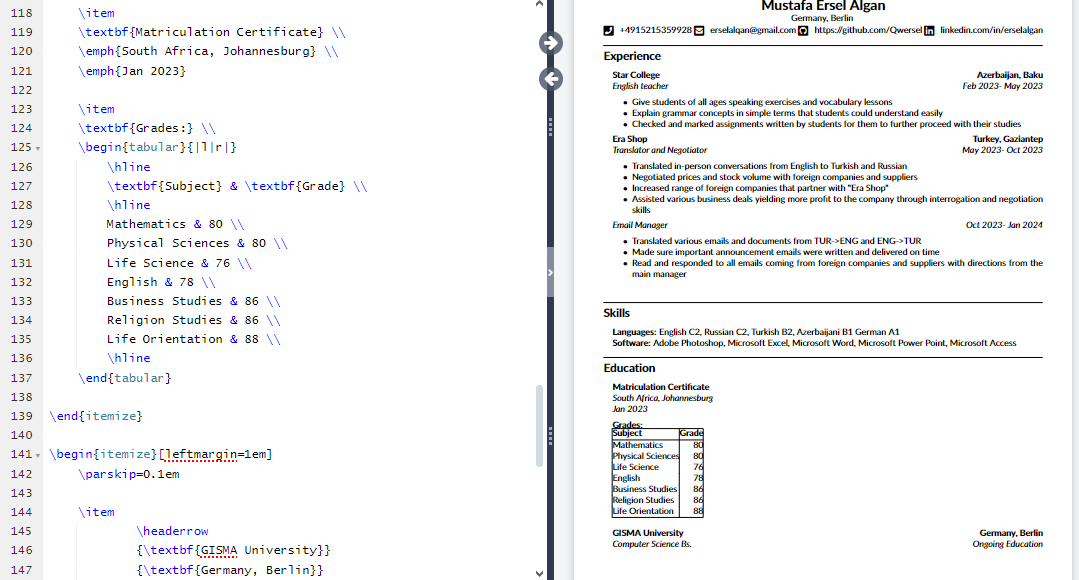 118 \item
119 \textbf{Matriculation Certificate} \\
120 \emph{South Africa, Johannesburg} \\
121 \emph{Jan 2023}
122
123 \item
124 \textbf{Grades:} \\
125 \begin{tabular}{|l|r|}
126 \hline
127 \textbf{Subject} & \textbf{Grade} \\
128 \hline
129 Mathematics & 80 \\
130 Physical Sciences & 80 \\
131 Life Science & 76 \\
132 English & 78 \\
133 Business Studies & 86 \\
134 Religion Studies & 86 \\
135 Life Orientation & 88 \\
136 \hline
137 \end{tabular}
138
139 \end{itemize}
140
141 \begin{itemize}[leftmargin=1em]
142 \parskip=0.1em
143
144 \item
145 \headerrow
146 {\textbf{GISMA University}}
147 {\textbf{Germany, Berlin}}
Mustafa Ersel Algan
Germany, Berlin
+4915215359928 erselalqan@gmail.com https://github.com/Qwersel linkedin.com/in/erselalgan
Experience
Star College Azerbaijan, Baku
English teacher Feb 2023- May 2023
• Give students of all ages speaking exercises and vocabulary lessons
• Explain grammar concepts in simple terms that students could understand easily
• Checked and marked assignments written by students for them to further proceed with their studies
Era Shop Turkey, Gaziantep
Translator and Negotiator May 2023- Oct 2023
• Translated in-person conversations from English to Turkish and Russian
• Negotiated prices and stock volume with foreign companies and suppliers
• Increased range of foreign companies that partner with "Era Shop"
• Assisted various business deals yielding more profit to the company through interrogation and negotiation
skills
Email Manager Oct 2023- Jan 2024
• Translated various emails and documents from TUR->ENG and ENG->TUR
• Made sure important announcement emails were written and delivered on time
• Read and responded to all emails coming from foreign companies and suppliers with directions from the
main manager
Skills
Languages: English C2, Russian C2, Turkish B2, Azerbaijani B1 German A1
Software: Adobe Photoshop, Microsoft Excel, Microsoft Word, Microsoft Power Point, Microsoft Access
Education
Matriculation Certificate
South Africa, Johannesburg
Jan 2023
Grades:
Subject Grade
Mathematics 80
Physical Sciences 80
Life Science 76
English 78
Business Studies 86
Religion Studies 86
Life Orientation 88
GISMA University Germany, Berlin
Computer Science Bs. Ongoing Education